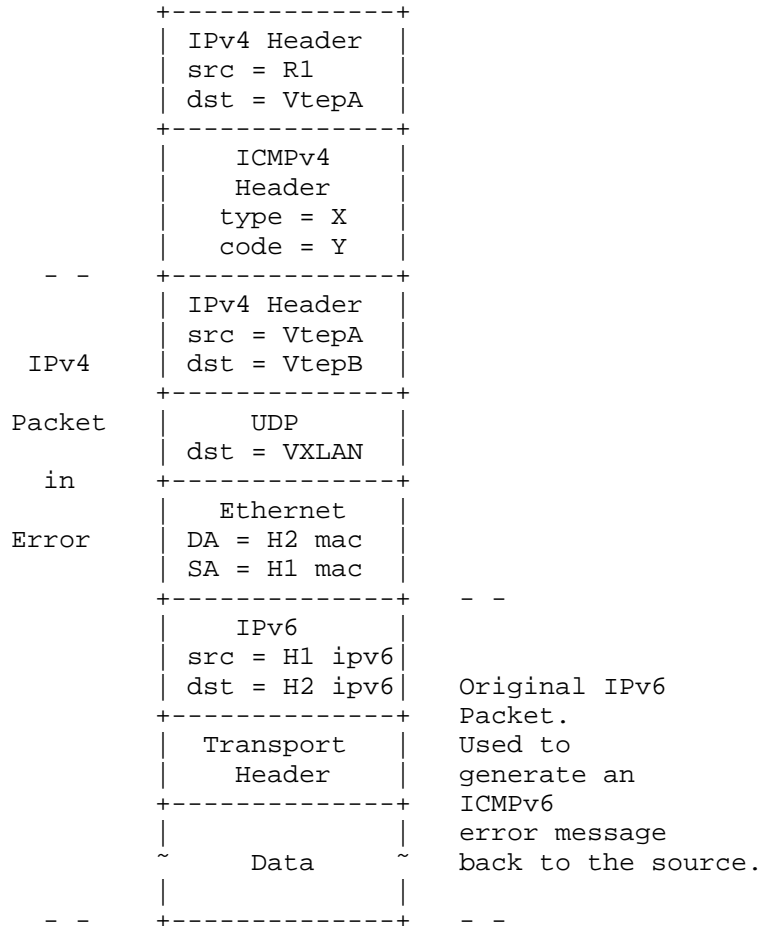 +--------------+
| IPv4 Header |
| src = R1 |
| dst = VtepA |
+--------------+
| ICMPv4 |
| Header |
| type = X |
| code = Y |
- - +--------------+
| IPv4 Header |
| src = VtepA |
IPv4 | dst = VtepB |
+--------------+
Packet | UDP |
| dst = VXLAN |
in +--------------+
| Ethernet |
Error | DA = H2 mac |
| SA = H1 mac |
+--------------+ - -
| IPv6 |
| src = H1 ipv6|
| dst = H2 ipv6| Original IPv6
+--------------+ Packet.
| Transport | Used to
| Header | generate an
+--------------+ ICMPv6
| | error message
~ Data ~ back to the source.
| |
- - +--------------+ - -